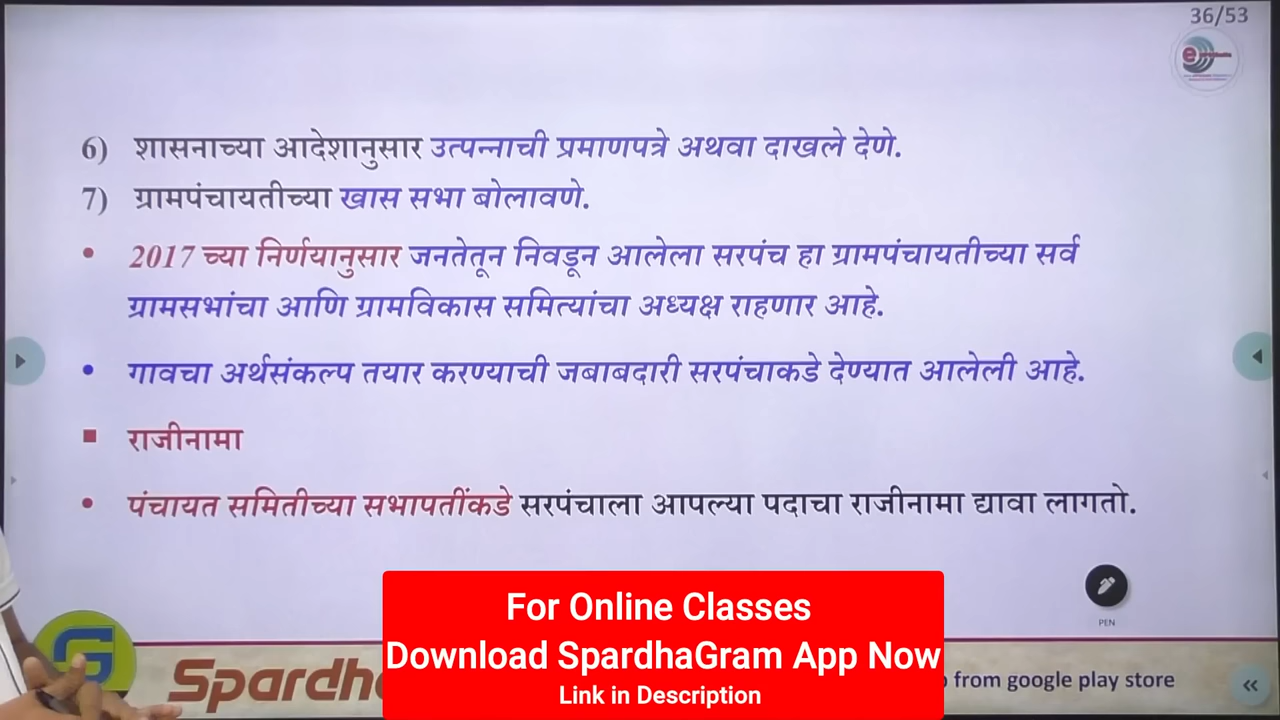 36/53
6) शासनाच्या आदेशानुसार उत्पन्नाची प्रमाणपत्रे अथवा दाखले देणे.
7) ग्रामपंचायतीच्या खास सभा बोलावणे.
• 2017 च्या निर्णयानुसार जनतेतून निवडून आलेला सरपंच हा ग्रामपंचायतीच्या सर्व
ग्रामसभांचा आणि ग्रामविकास समित्यांचा अध्यक्ष राहणार आहे.
• गावचा अर्थसंकल्प तयार करण्याची जबाबदारी सरपंचाकडे देण्यात आलेली आहे.
▪ राजीनामा
• पंचायत समितीच्या सभापतींकडे सरपंचाला आपल्या पदाचा राजीनामा द्यावा लागतो.
PEN
For Online Classes
Download SpardhaGram App Now
Link in Description
G Spardh
from google play store